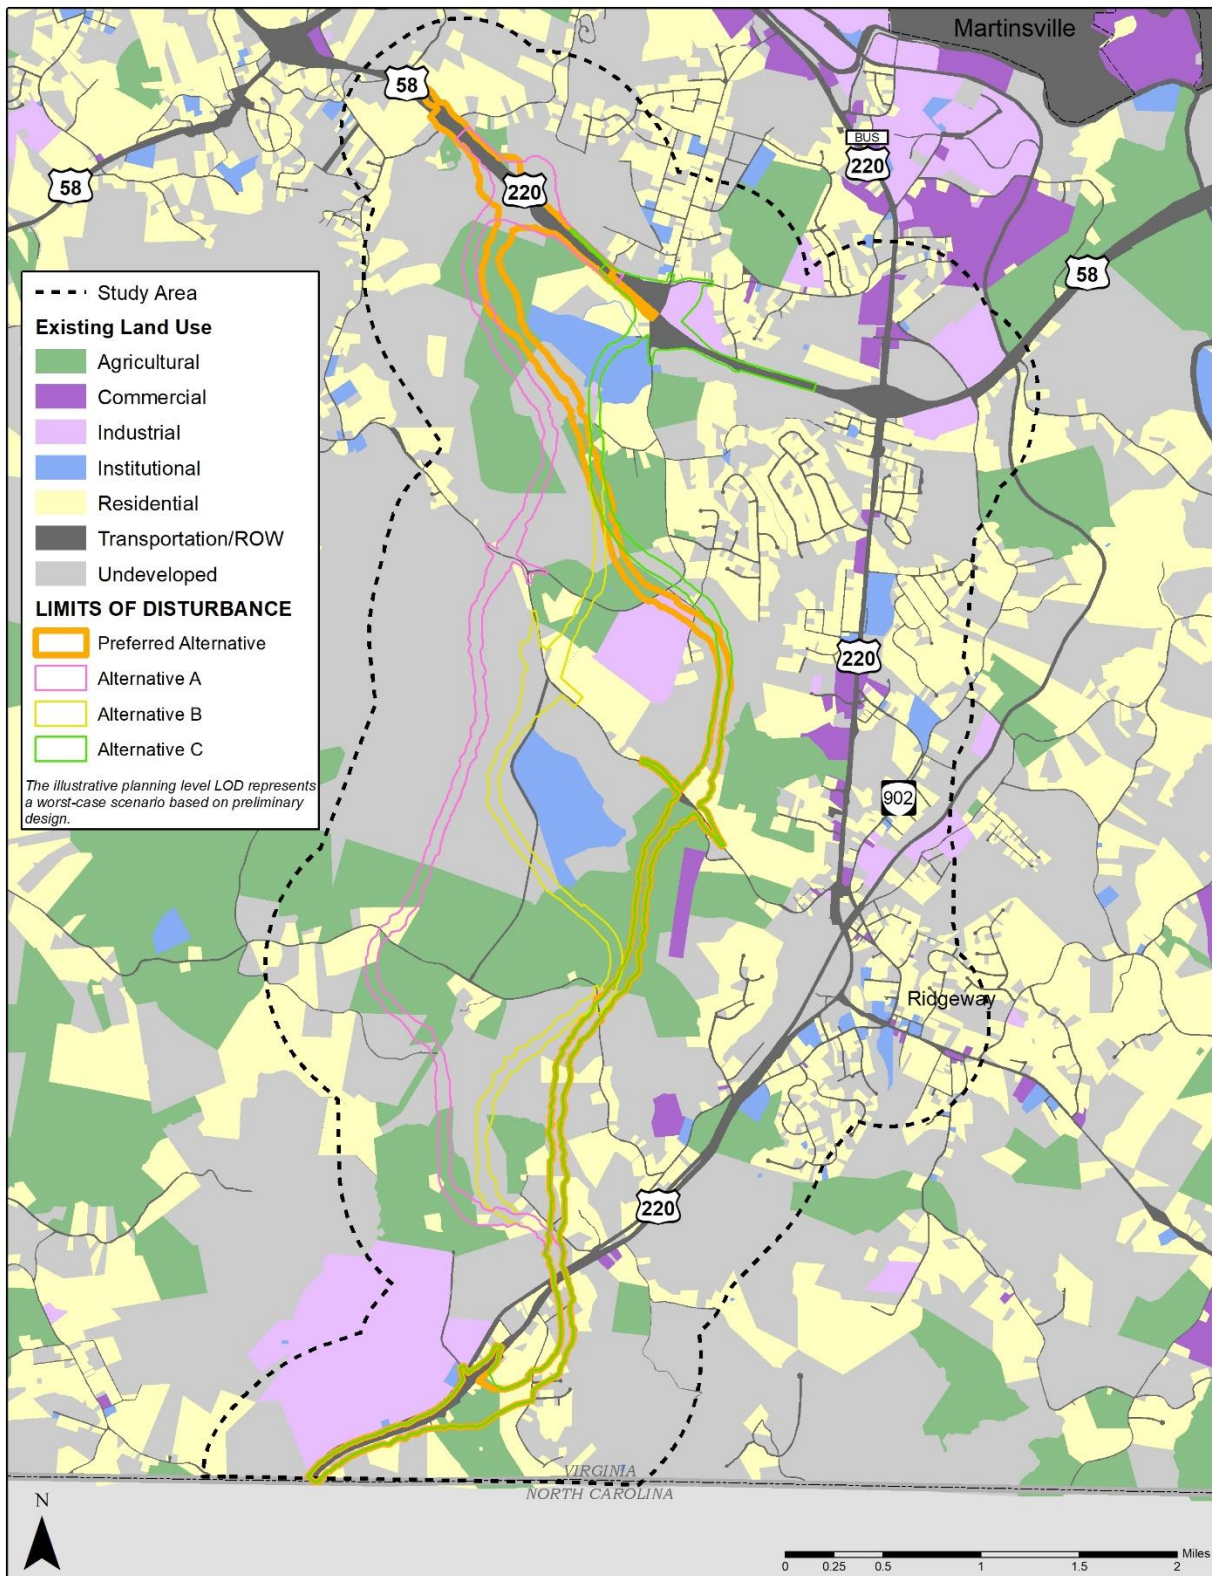 Martinsville
58
BUS
220
58
220
58
Study Area
Existing Land Use
Agricultural
Commercial
Industrial
Institutional
Residential
Transportation/ROW
Undeveloped
LIMITS OF DISTURBANCE
Preferred Alternative
Alternative A
Alternative B
Alternative C
The illustrative planning level LOD represents
a worst-case scenario based on preliminary
design.
220
902
Ridgeway
220
VIRGINIA
NORTH CAROLINA
N
Miles
0 0.25 0.5 1 1.5 2